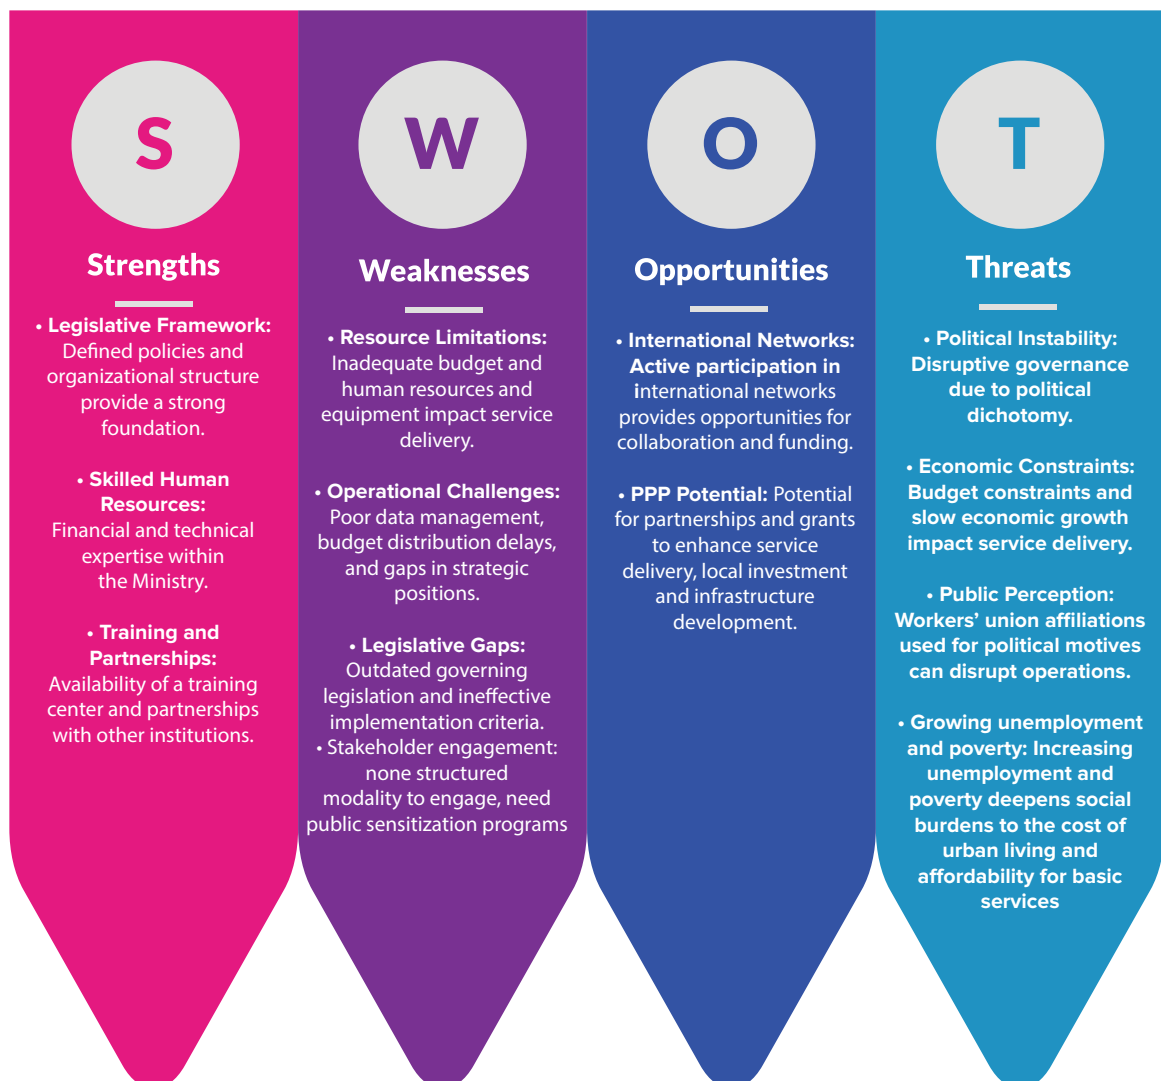 S
Strengths
• Legislative Framework:
Defined policies and
organizational structure
provide a strong
foundation.
• Skilled Human
Resources:
Financial and technical
expertise within
the Ministry.
• Training and
Partnerships:
Availability of a training
center and partnerships
with other institutions.
W
Weaknesses
• Resource Limitations:
Inadequate budget and
human resources and
equipment impact service
delivery.
• Operational Challenges:
Poor data management,
budget distribution delays,
and gaps in strategic
positions.
• Legislative Gaps:
Outdated governing
legislation and ineffective
implementation criteria.
• Stakeholder engagement:
none structured
modality to engage, need
public sensitization programs
O
Opportunities
• International Networks:
Active participation in
international networks
provides opportunities for
collaboration and funding.
• PPP Potential: Potential
for partnerships and grants
to enhance service
delivery, local investment
and infrastructure
development.
T
Threats
• Political Instability:
Disruptive governance
due to political
dichotomy.
• Economic Constraints:
Budget constraints and
slow economic growth
impact service delivery.
• Public Perception:
Workers’ union affiliations
used for political motives
can disrupt operations.
• Growing unemployment
and poverty: Increasing
unemployment and
poverty deepens social
burdens to the cost of
urban living and
affordability for basic
services